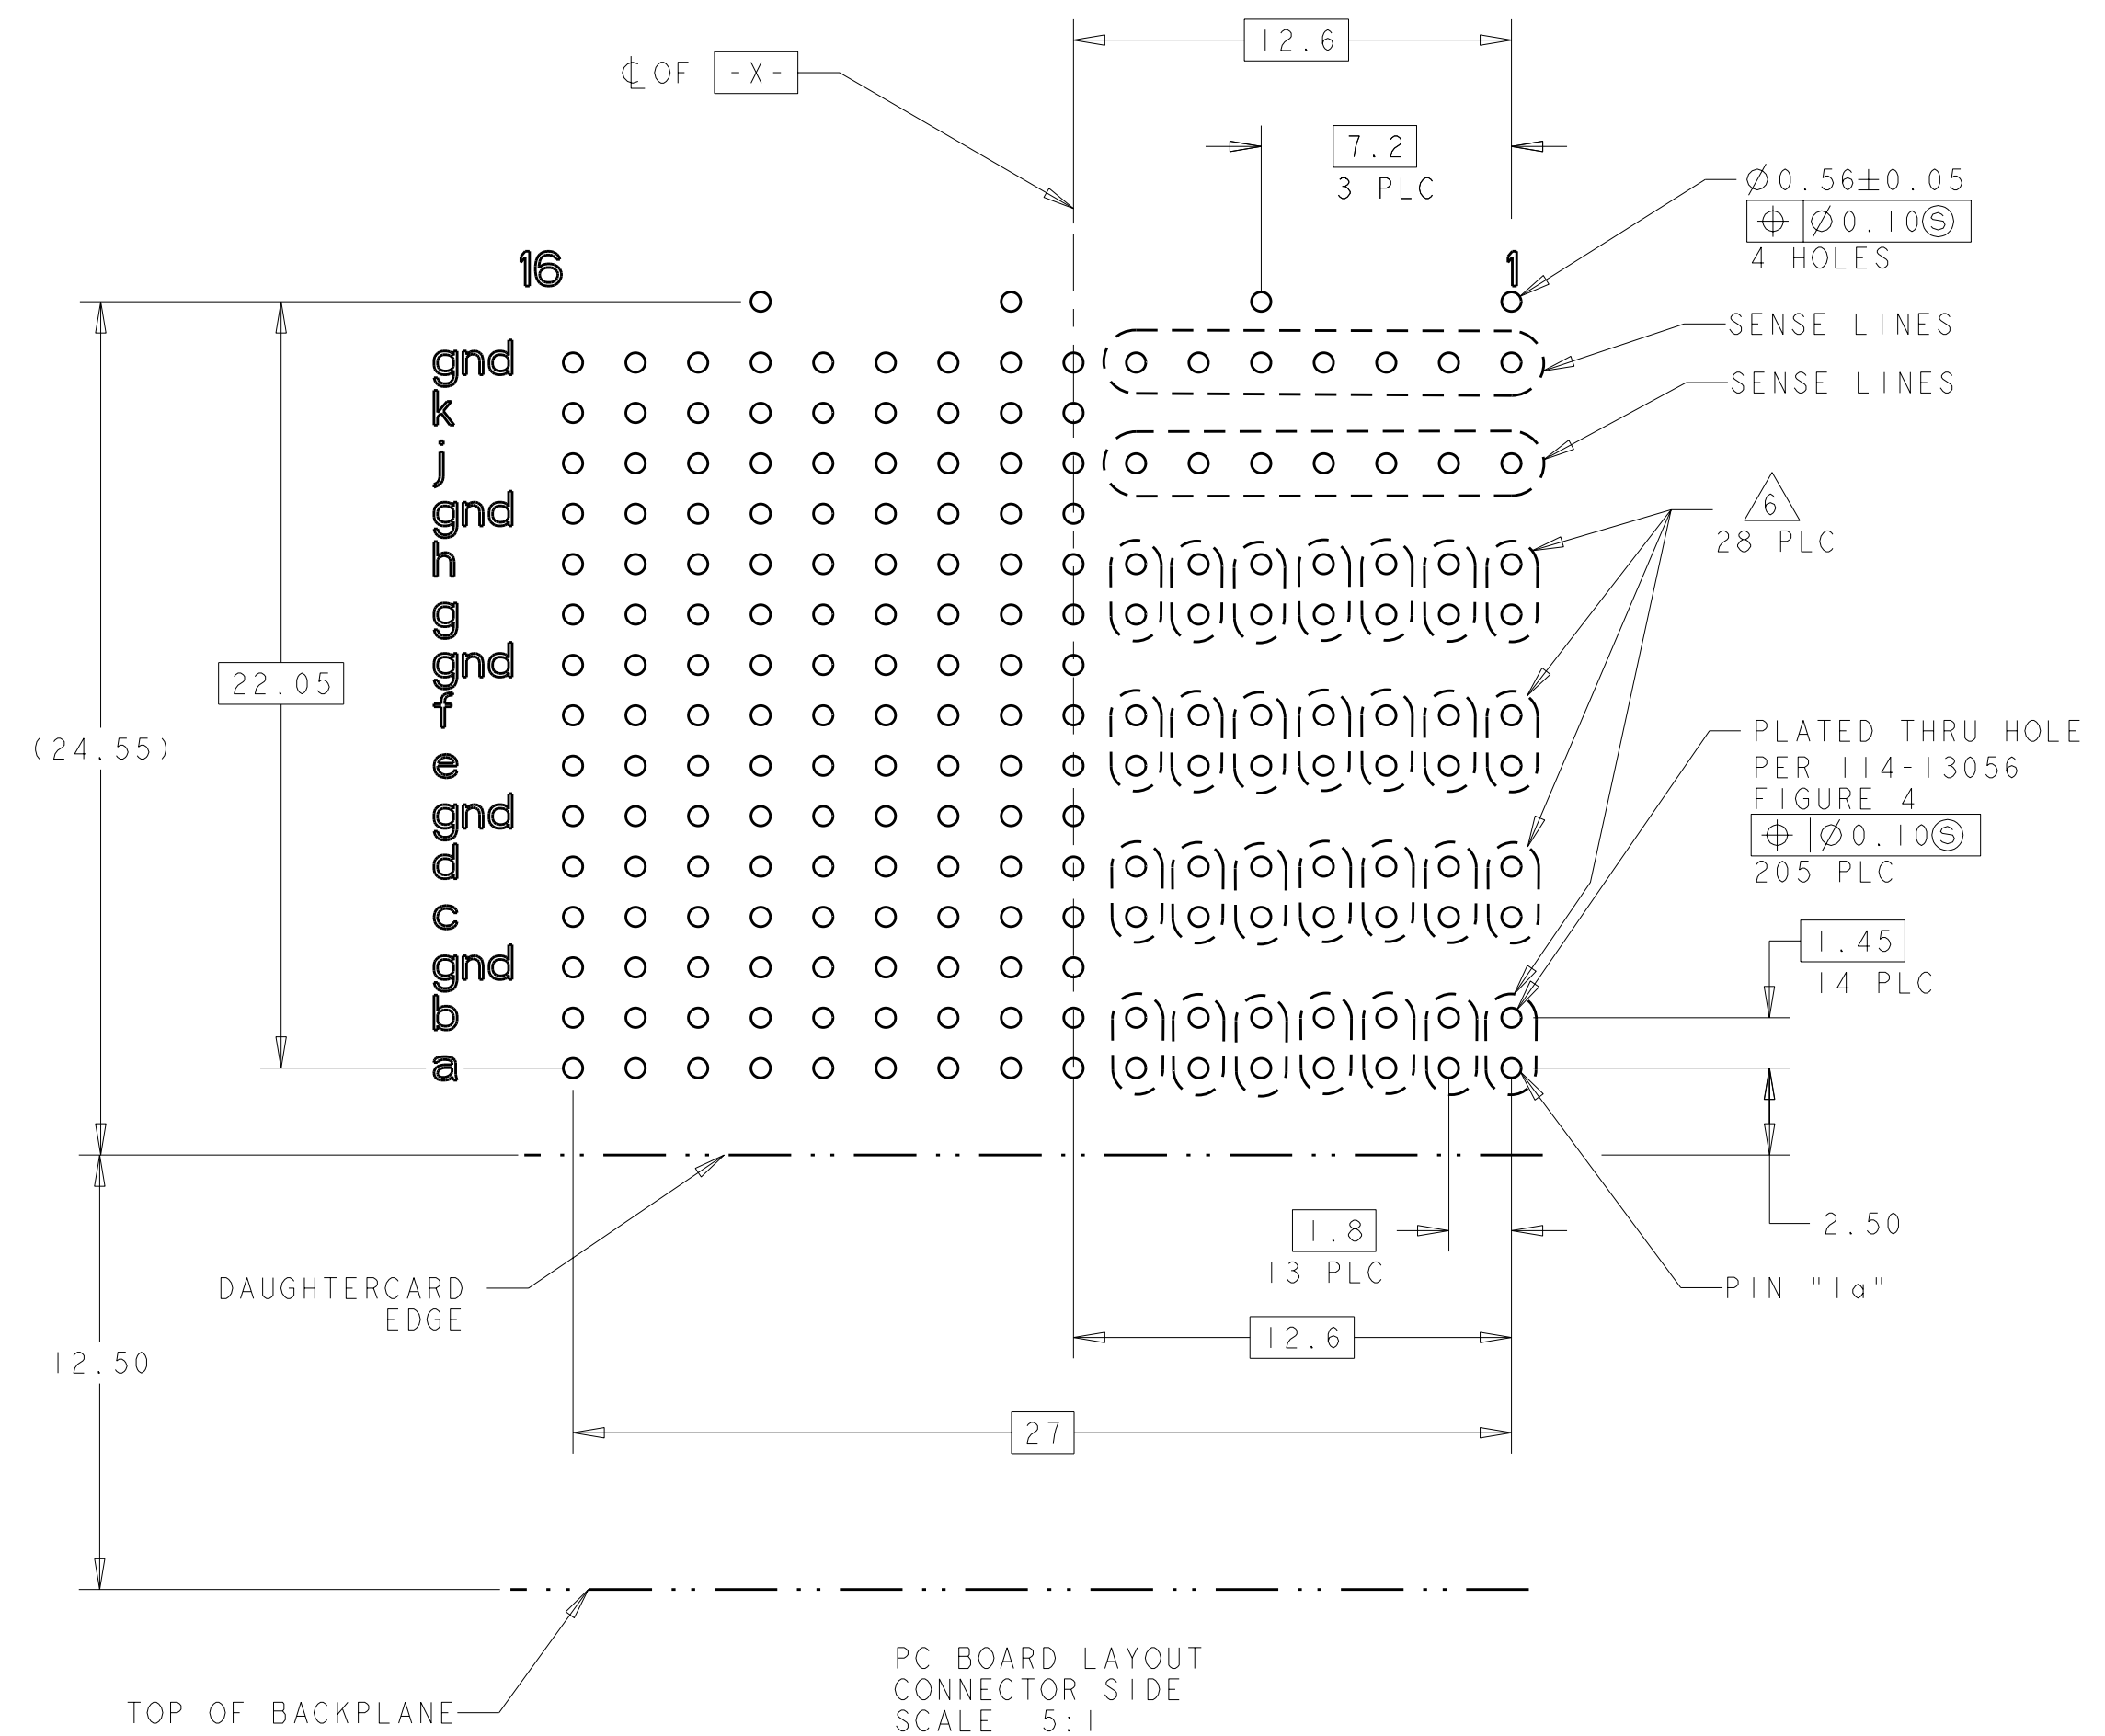 12.6
℄ OF -X-
7.2
3 PLC
Ø0.56±0.05
⌖ Ø0.10Ⓢ
4 HOLES
16
1
SENSE LINES
SENSE LINES
gnd
k
j
gnd
h
g
gnd
f
e
gnd
d
c
gnd
b
a
6
28 PLC
22.05
(24.55)
PLATED THRU HOLE
PER 114-13056
FIGURE 4
⌖ Ø0.10Ⓢ
205 PLC
1.45
14 PLC
2.50
1.8
13 PLC
PIN "1a"
DAUGHTERCARD
EDGE
12.6
12.50
27
TOP OF BACKPLANE
PC BOARD LAYOUT
CONNECTOR SIDE
SCALE 5:1